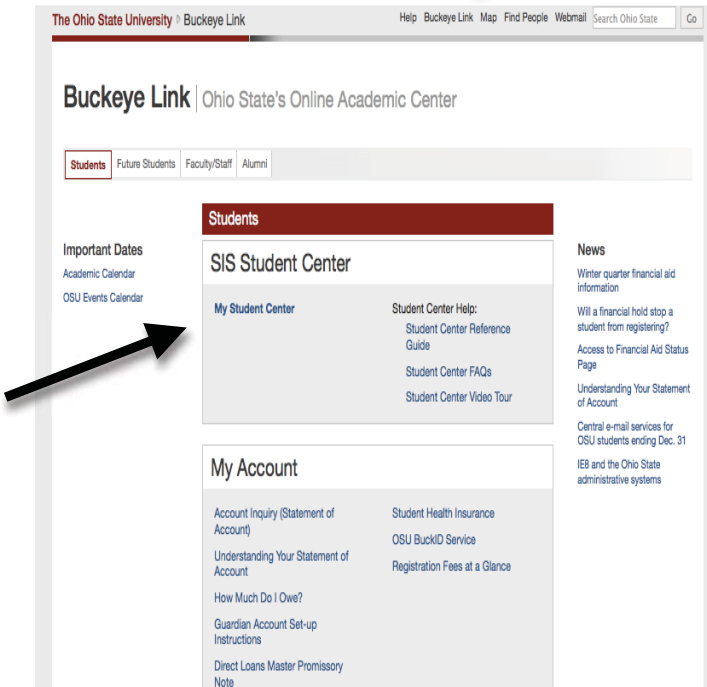 The Ohio State University ▷ Buckeye Link
Help Buckeye Link Map Find People Webmail Search Ohio State Go
Buckeye Link | Ohio State's Online Academic Center
Students Future Students Faculty/Staff Alumni
Students
Important Dates
Academic Calendar
OSU Events Calendar
SIS Student Center
My Student Center
Student Center Help:
Student Center Reference
Guide
Student Center FAQs
Student Center Video Tour
My Account
Account Inquiry (Statement of
Account)
Understanding Your Statement of
Account
How Much Do I Owe?
Guardian Account Set-up
Instructions
Direct Loans Master Promissory
Note
Student Health Insurance
OSU BuckID Service
Registration Fees at a Glance
News
Winter quarter financial aid
information
Will a financial hold stop a
student from registering?
Access to Financial Aid Status
Page
Understanding Your Statement
of Account
Central e-mail services for
OSU students ending Dec. 31
IE8 and the Ohio State
administrative systems